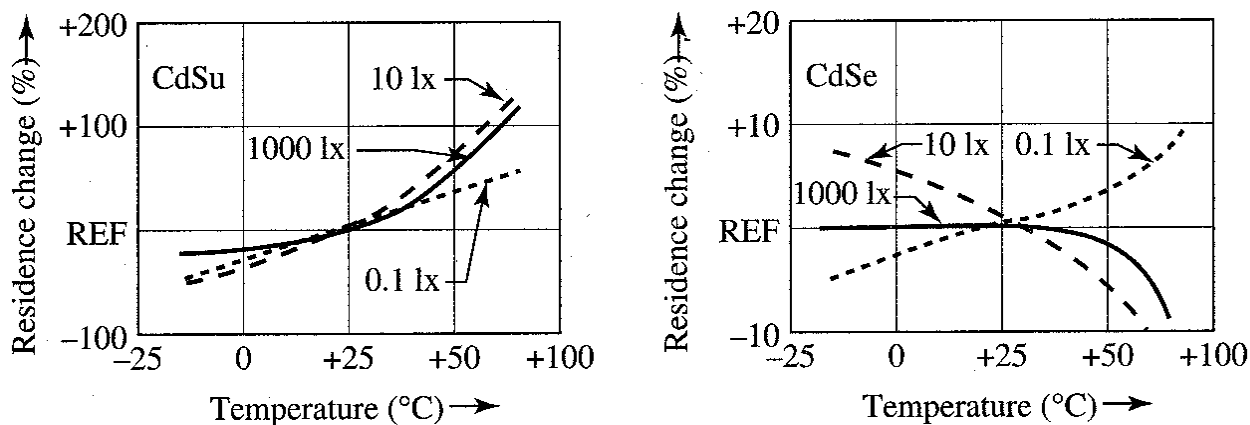 Residence change (%)
+200
+100
REF
–100
CdSu
10 lx
1000 lx
0.1 lx
–25
0
+25
+50
+100
Temperature (°C)
Residence change (%)
+20
+10
REF
–10
CdSe
10 lx
0.1 lx
1000 lx
–25
0
+25
+50
+100
Temperature (°C)